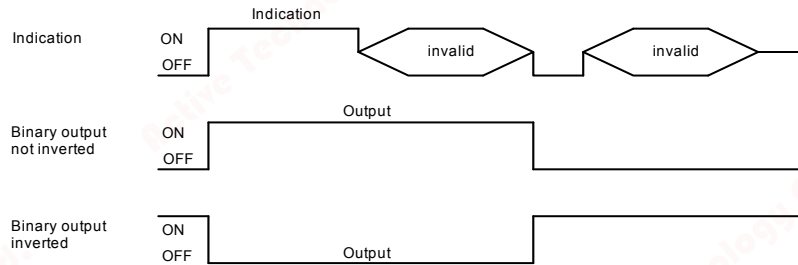 Indication
Indication
ON
OFF
invalid
invalid
Binary output
not inverted
ON
OFF
Output
Binary output
inverted
ON
OFF
Output